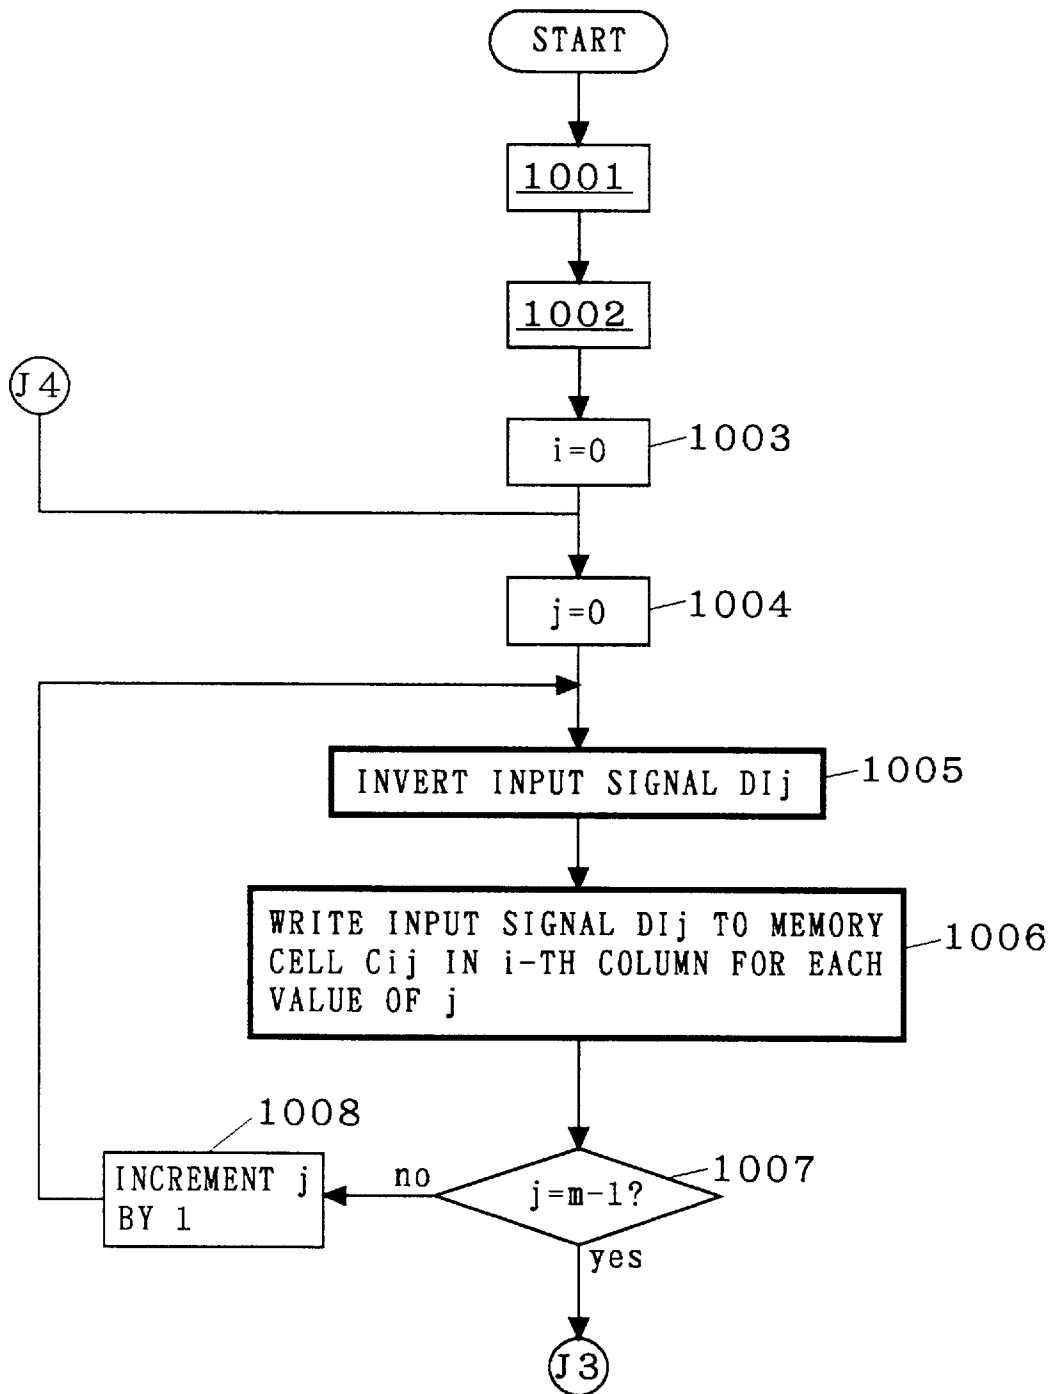 START
1001
1002
J4
i=0
1003
j=0
1004
INVERT INPUT SIGNAL DIj
1005
WRITE INPUT SIGNAL DIj TO MEMORY
CELL Cij IN i-TH COLUMN FOR EACH
VALUE OF j
1006
1008
INCREMENT j
BY 1
no
j=m-1?
1007
yes
J3